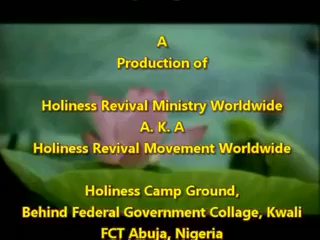 A
Production of
Holiness Revival Ministry Worldwide
A. K. A
Holiness Revival Movement Worldwide
Holiness Camp Ground,
Behind Federal Government Collage, Kwali
FCT Abuja, Nigeria